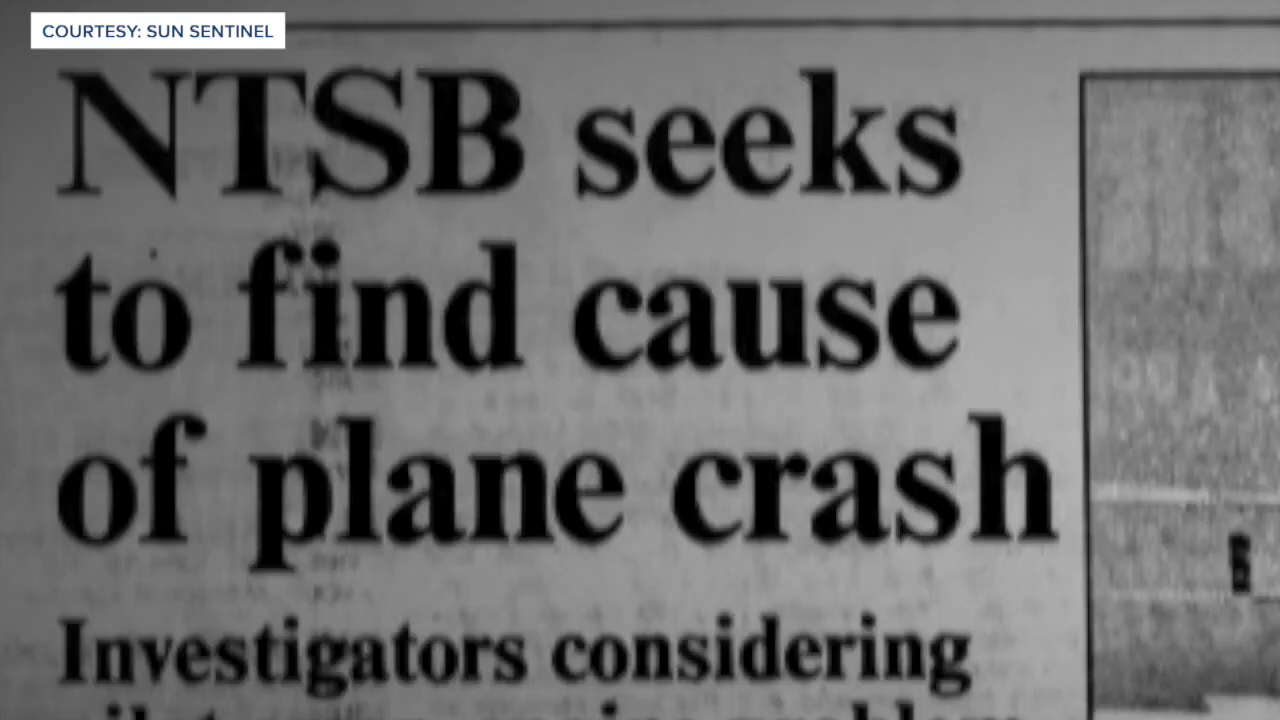 COURTESY: SUN SENTINEL
NTSB seeks
to find cause
of plane crash
Investigators considering